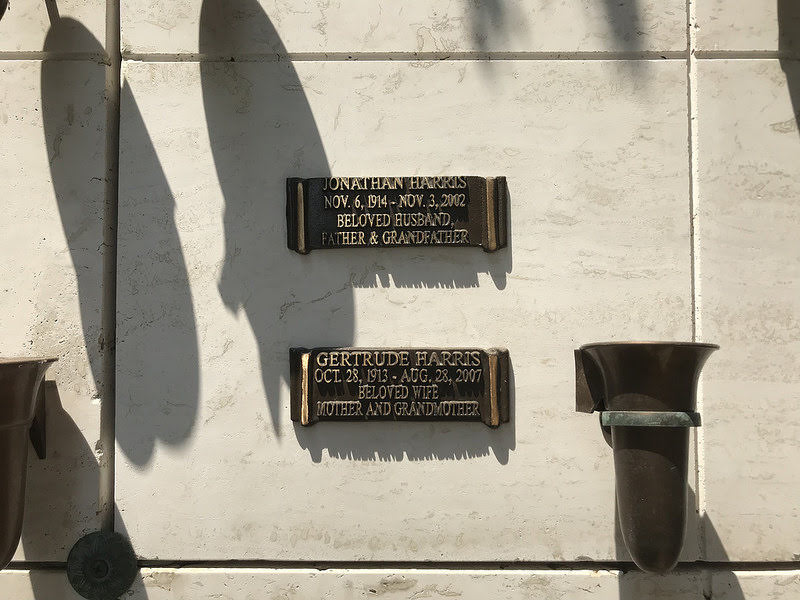 JONATHAN HARRIS
NOV. 6, 1914 - NOV. 3, 2002
BELOVED HUSBAND,
FATHER & GRANDFATHER
GERTRUDE HARRIS
OCT. 28, 1913 - AUG. 28, 2007
BELOVED WIFE
MOTHER AND GRANDMOTHER